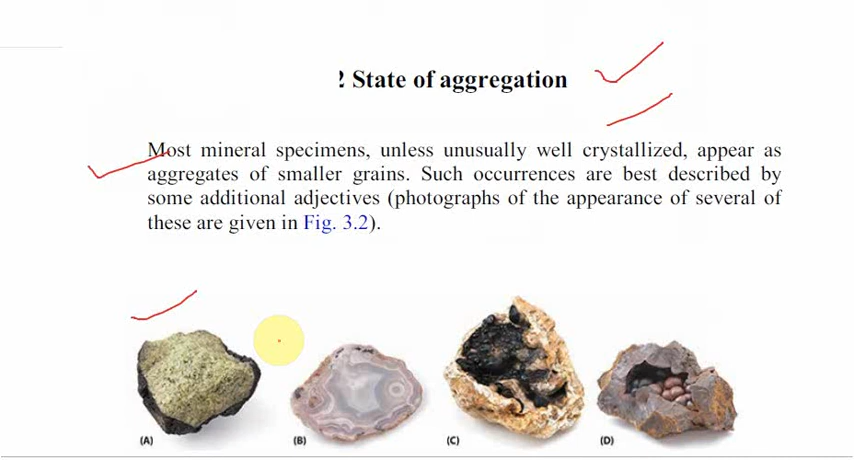 2 State of aggregation
Most mineral specimens, unless unusually well crystallized, appear as
aggregates of smaller grains. Such occurrences are best described by
some additional adjectives (photographs of the appearance of several of
these are given in Fig. 3.2).
(A) (B) (C) (D)